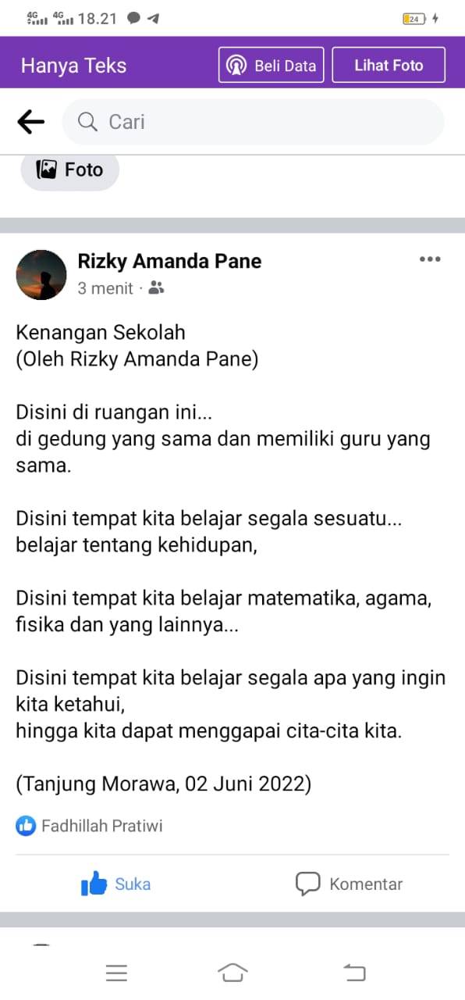 4G 4G 18.21 24
Hanya Teks Beli Data Lihat Foto
Cari
Foto
Rizky Amanda Pane
3 menit ·
Kenangan Sekolah
(Oleh Rizky Amanda Pane)
Disini di ruangan ini...
di gedung yang sama dan memiliki guru yang
sama.
Disini tempat kita belajar segala sesuatu...
belajar tentang kehidupan,
Disini tempat kita belajar matematika, agama,
fisika dan yang lainnya...
Disini tempat kita belajar segala apa yang ingin
kita ketahui,
hingga kita dapat menggapai cita-cita kita.
(Tanjung Morawa, 02 Juni 2022)
Fadhillah Pratiwi
Suka Komentar